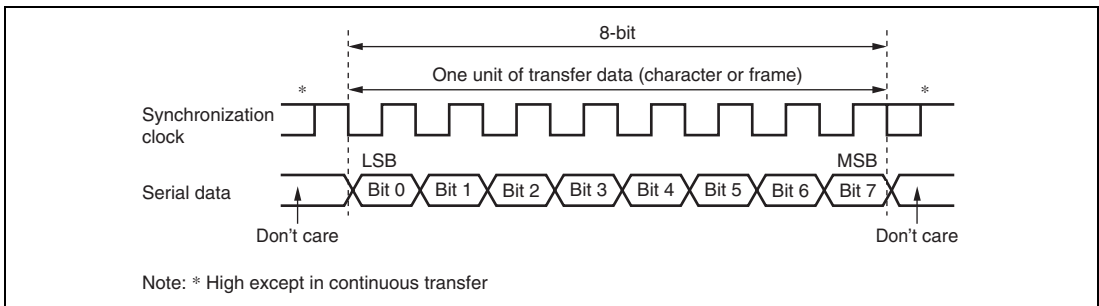 8-bit
One unit of transfer data (character or frame)
* *
Synchronization
clock
LSB MSB
Serial data Bit 0 Bit 1 Bit 2 Bit 3 Bit 4 Bit 5 Bit 6 Bit 7
Don't care Don't care
Note: * High except in continuous transfer